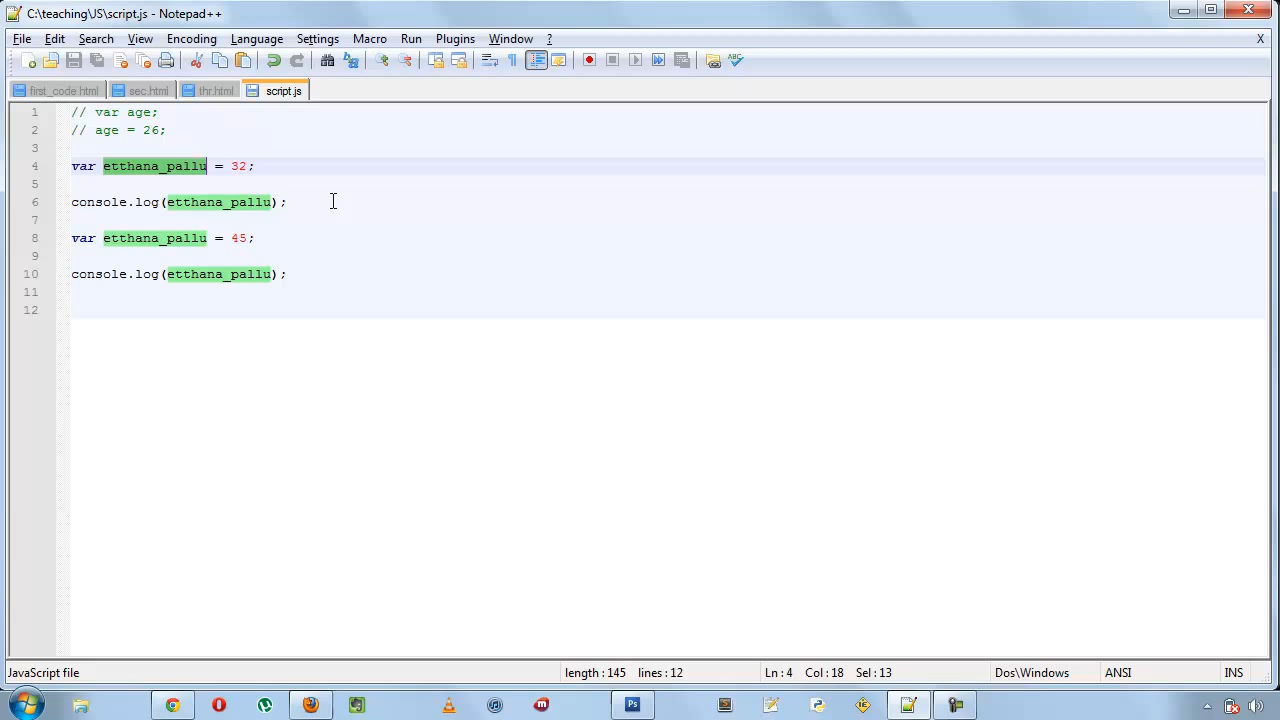 C:\teaching\JS\script.js - Notepad++
File Edit Search View Encoding Language Settings Macro Run Plugins Window ? X
first_code.html sec.html thr.html script.js
1 // var age;
2 // age = 26;
3
4 var etthana_pallu = 32;
5
6 console.log(etthana_pallu);
7
8 var etthana_pallu = 45;
9
10 console.log(etthana_pallu);
11
12
JavaScript file length : 145 lines : 12 Ln : 4 Col : 18 Sel : 13 Dos\Windows ANSI INS